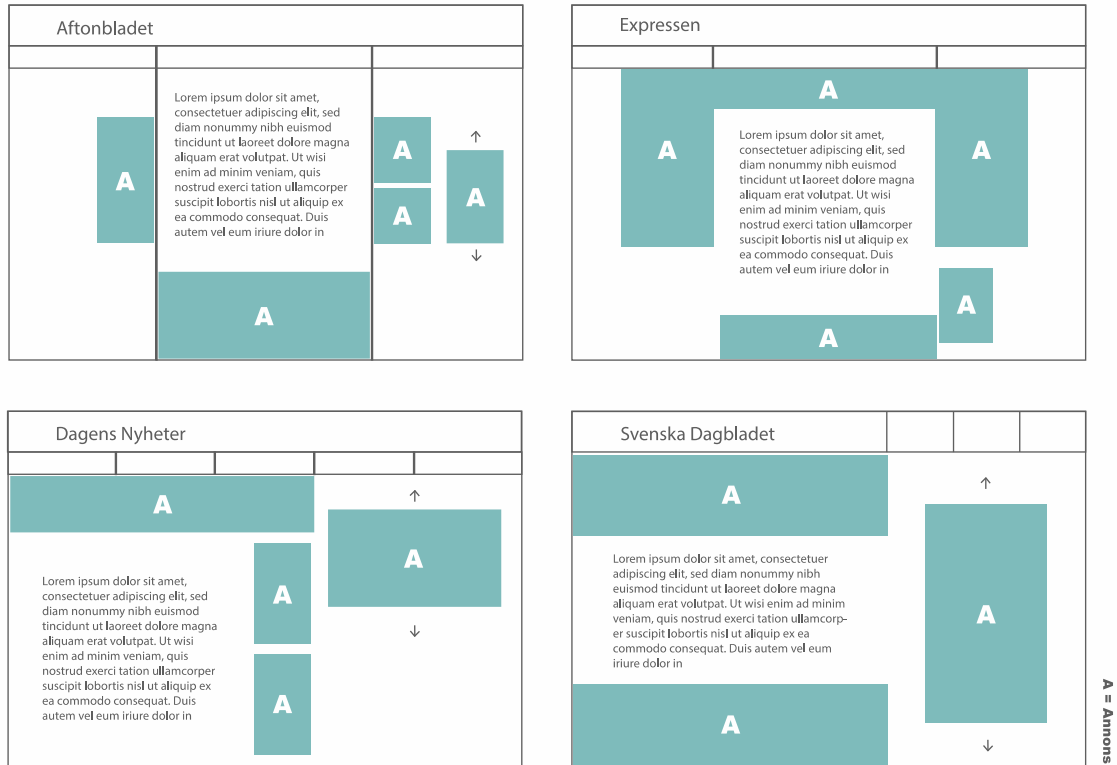 Aftonbladet
Lorem ipsum dolor sit amet,
consectetuer adipiscing elit, sed
diam nonummy nibh euismod
tincidunt ut laoreet dolore magna
aliquam erat volutpat. Ut wisi
enim ad minim veniam, quis
nostrud exerci tation ullamcorper
suscipit lobortis nisl ut aliquip ex
ea commodo consequat. Duis
autem vel eum iriure dolor in
A
A
A
A
A
Expressen
A
A
A
Lorem ipsum dolor sit amet,
consectetuer adipiscing elit, sed
diam nonummy nibh euismod
tincidunt ut laoreet dolore magna
aliquam erat volutpat. Ut wisi
enim ad minim veniam, quis
nostrud exerci tation ullamcorper
suscipit lobortis nisl ut aliquip ex
ea commodo consequat. Duis
autem vel eum iriure dolor in
A
A
Dagens Nyheter
A
A
A
A
Lorem ipsum dolor sit amet,
consectetuer adipiscing elit, sed
diam nonummy nibh euismod
tincidunt ut laoreet dolore magna
aliquam erat volutpat. Ut wisi
enim ad minim veniam, quis
nostrud exerci tation ullamcorper
suscipit lobortis nisl ut aliquip ex
ea commodo consequat. Duis
autem vel eum iriure dolor in
Svenska Dagbladet
A
Lorem ipsum dolor sit amet, consectetuer
adipiscing elit, sed diam nonummy nibh
euismod tincidunt ut laoreet dolore magna
aliquam erat volutpat. Ut wisi enim ad minim
veniam, quis nostrud exerci tation ullamcorp-
er suscipit lobortis nisl ut aliquip ex ea
commodo consequat. Duis autem vel eum
iriure dolor in
A
A
A = Annons